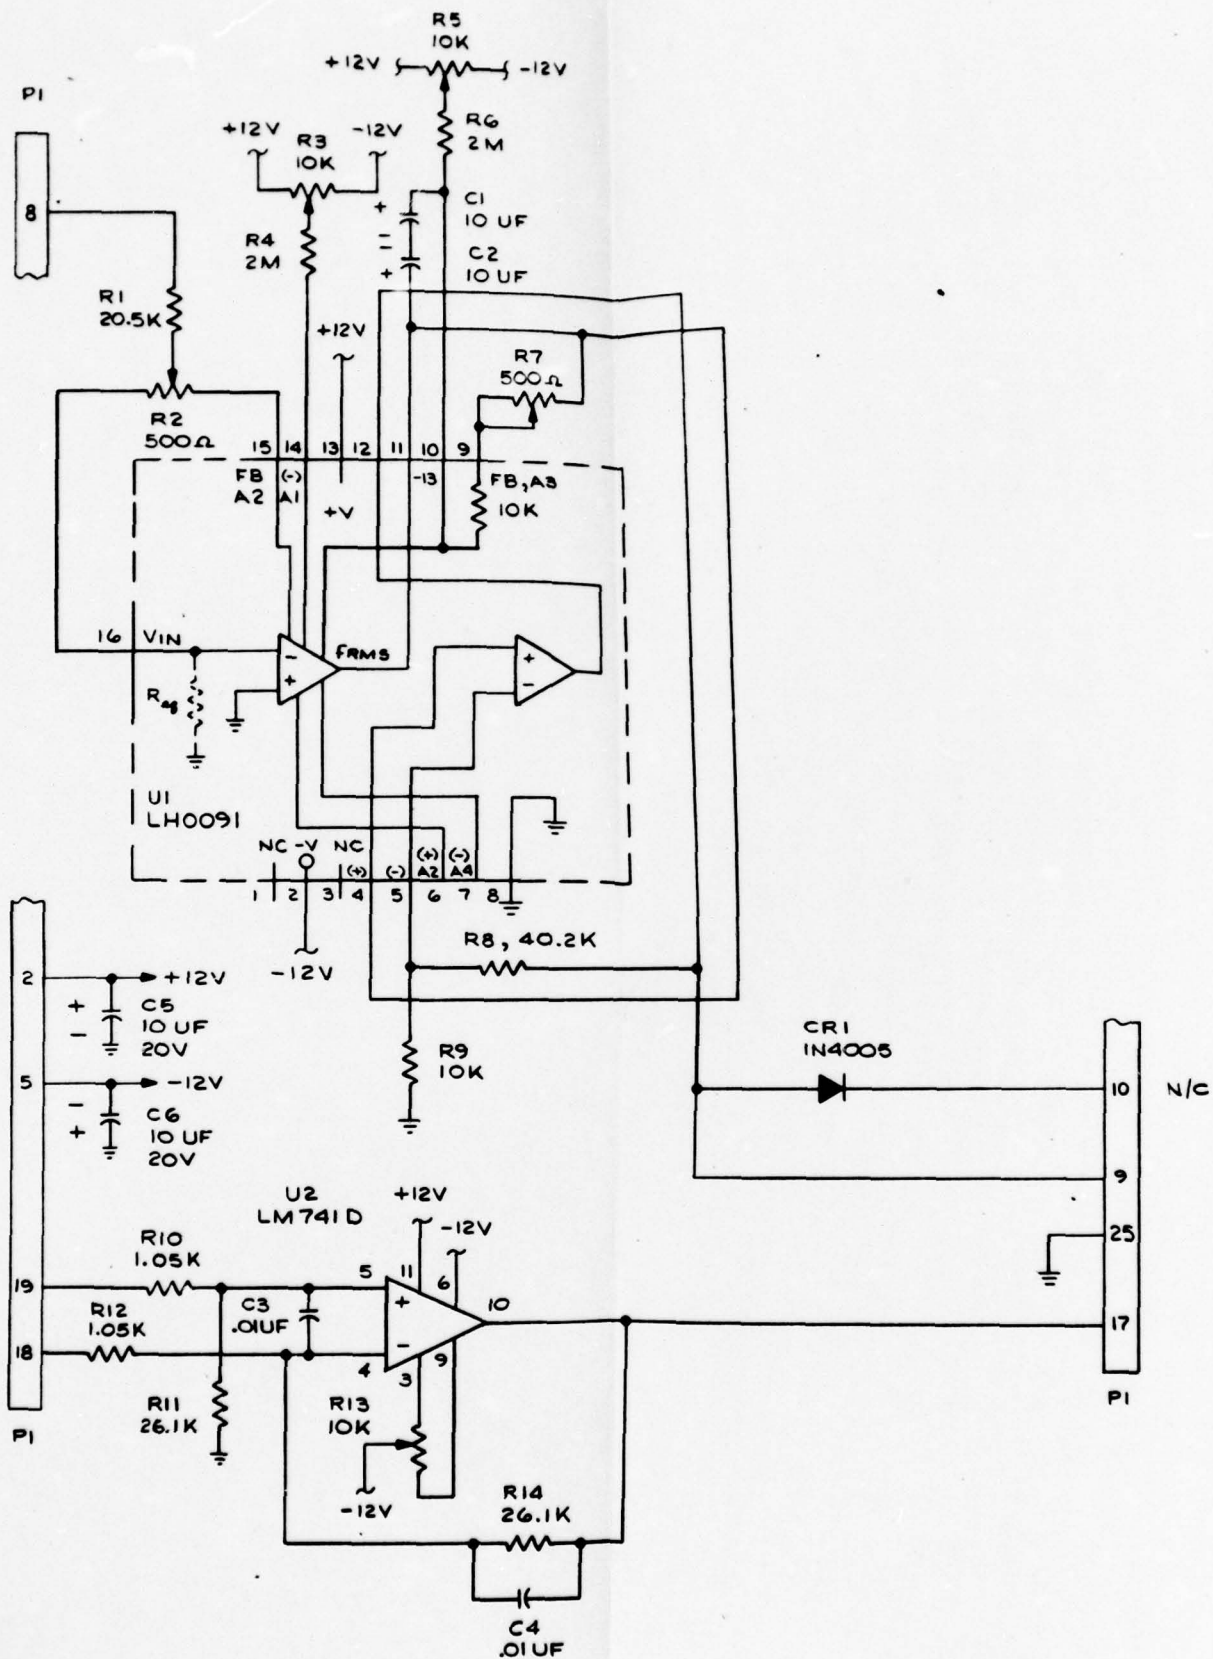 R5
10K
+12V
-12V
P1
R6
2M
+12V
R3
10K
-12V
8
+
C1
10 UF
-
-
C2
10 UF
+
R4
2M
R1
20.5K
+12V
R7
500Ω
R2
500Ω
15
14
13
12
11
10
9
FB
A2
(-)
A1
+V
-13
FB, A3
10K
16
VIN
-
+
fRMS
+
-
Req
U1
LH0091
NC
-V
NC
(+)
(-)
(+)
A2
(-)
A4
1
2
3
4
5
6
7
8
-12V
R8, 40.2K
2
+12V
+
-
C5
10 UF
20V
CR1
1N4005
R9
10K
5
-12V
-
+
C6
10 UF
20V
10
N/C
9
U2
LM741D
+12V
-12V
25
R10
1.05K
19
5
11
6
10
+
C3
.01UF
R12
1.05K
17
18
-
4
3
9
R11
26.1K
R13
10K
P1
P1
-12V
R14
26.1K
C4
.01UF